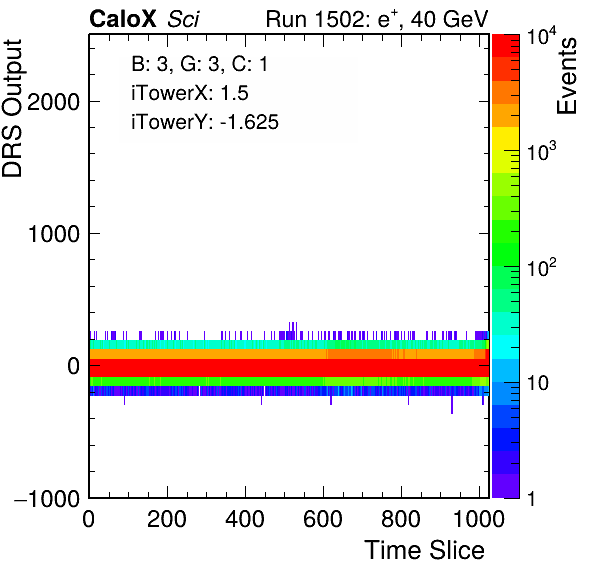 CaloX Sci Run 1502: e⁺, 40 GeV
B: 3, G: 3, C: 1
iTowerX: 1.5
iTowerY: -1.625
DRS Output
2000
1000
0
−1000
0 200 400 600 800 1000
Time Slice
10⁴
10³
10²
10
1
Events